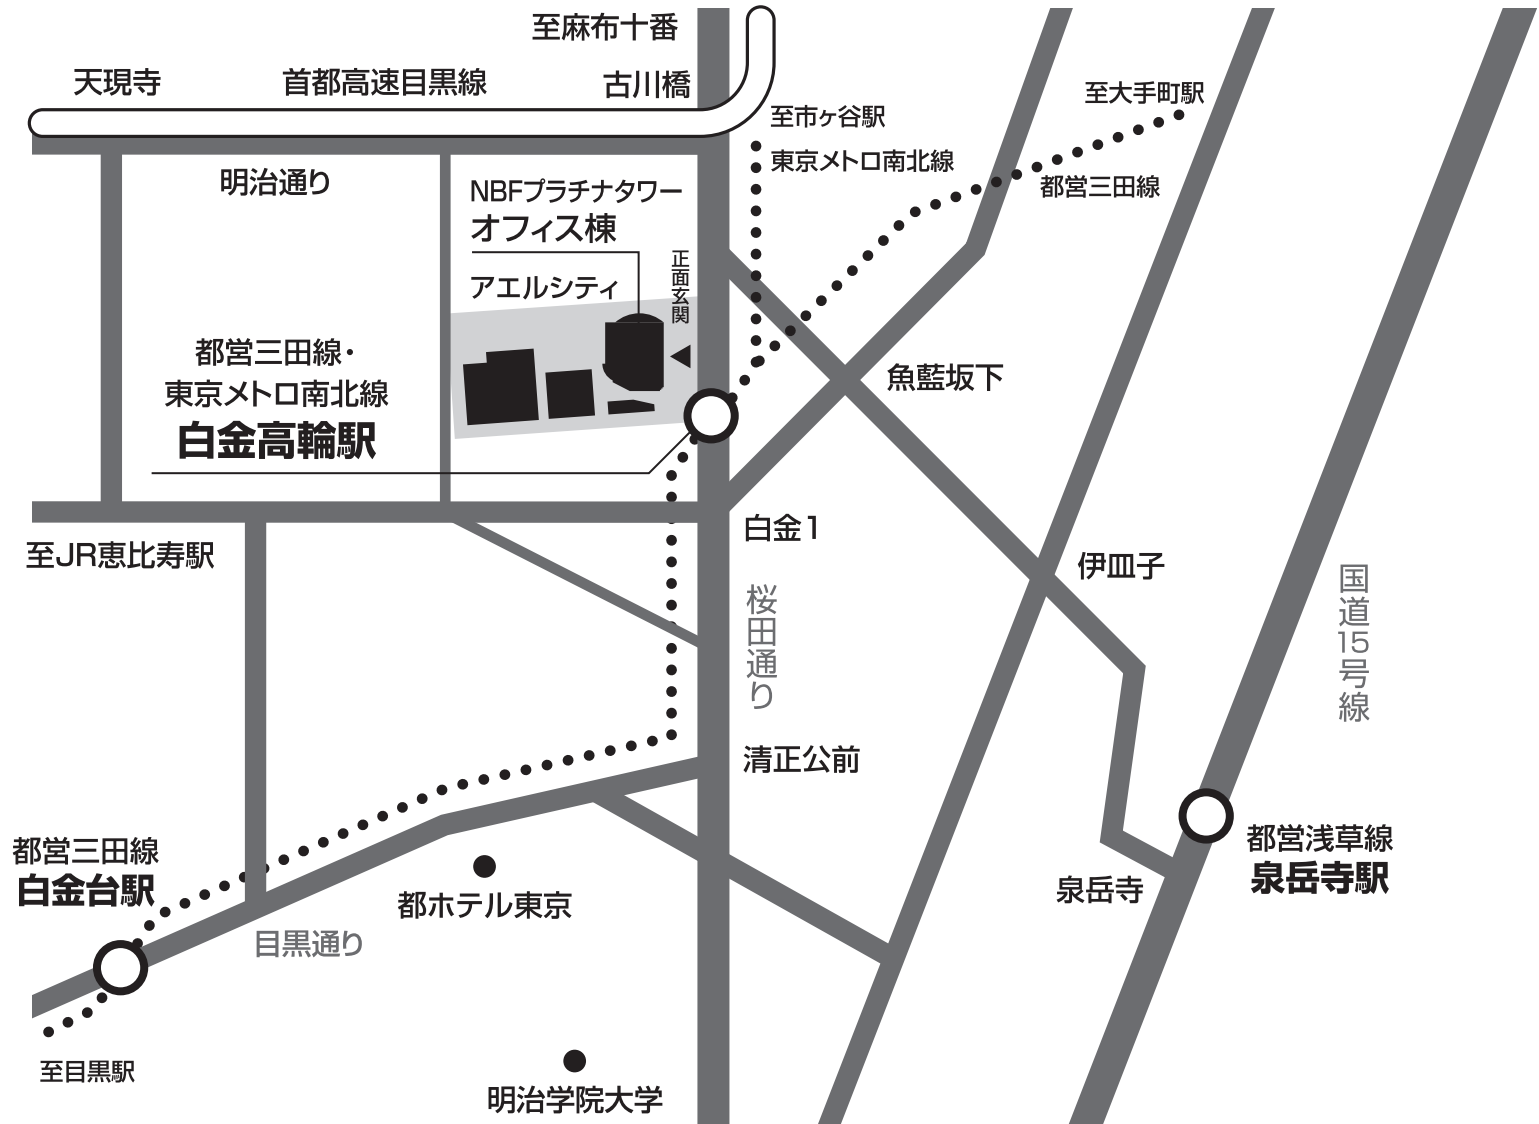 至麻布十番
天現寺
首都高速目黒線
古川橋
至大手町駅
至市ヶ谷駅
東京メトロ南北線
都営三田線
明治通り
NBFプラチナタワー
オフィス棟
正面玄関
アエルシティ
都営三田線・
東京メトロ南北線
白金高輪駅
魚藍坂下
白金1
至JR恵比寿駅
伊皿子
国道15号線
桜田通り
清正公前
都営三田線
白金台駅
都営浅草線
泉岳寺駅
泉岳寺
都ホテル東京
目黒通り
至目黒駅
明治学院大学